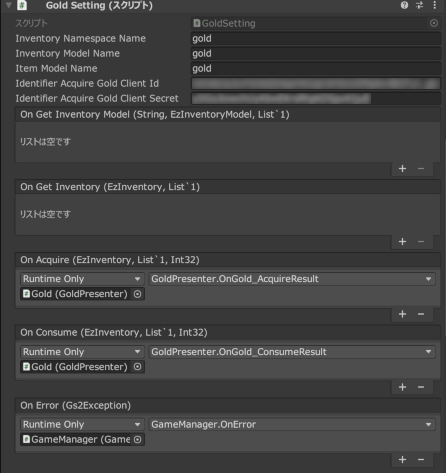 Gold Setting (スクリプト)
スクリプト GoldSetting
Inventory Namespace Name gold
Inventory Model Name gold
Item Model Name gold
Identifier Acquire Gold Client Id
Identifier Acquire Gold Client Secret
On Get Inventory Model (String, EzInventoryModel, List`1)
リストは空です
On Get Inventory (EzInventory, List`1)
リストは空です
On Acquire (EzInventory, List`1, Int32)
Runtime Only GoldPresenter.OnGold_AcquireResult
Gold (GoldPresenter)
On Consume (EzInventory, List`1, Int32)
Runtime Only GoldPresenter.OnGold_ConsumeResult
Gold (GoldPresenter)
On Error (Gs2Exception)
Runtime Only GameManager.OnError
GameManager (Game